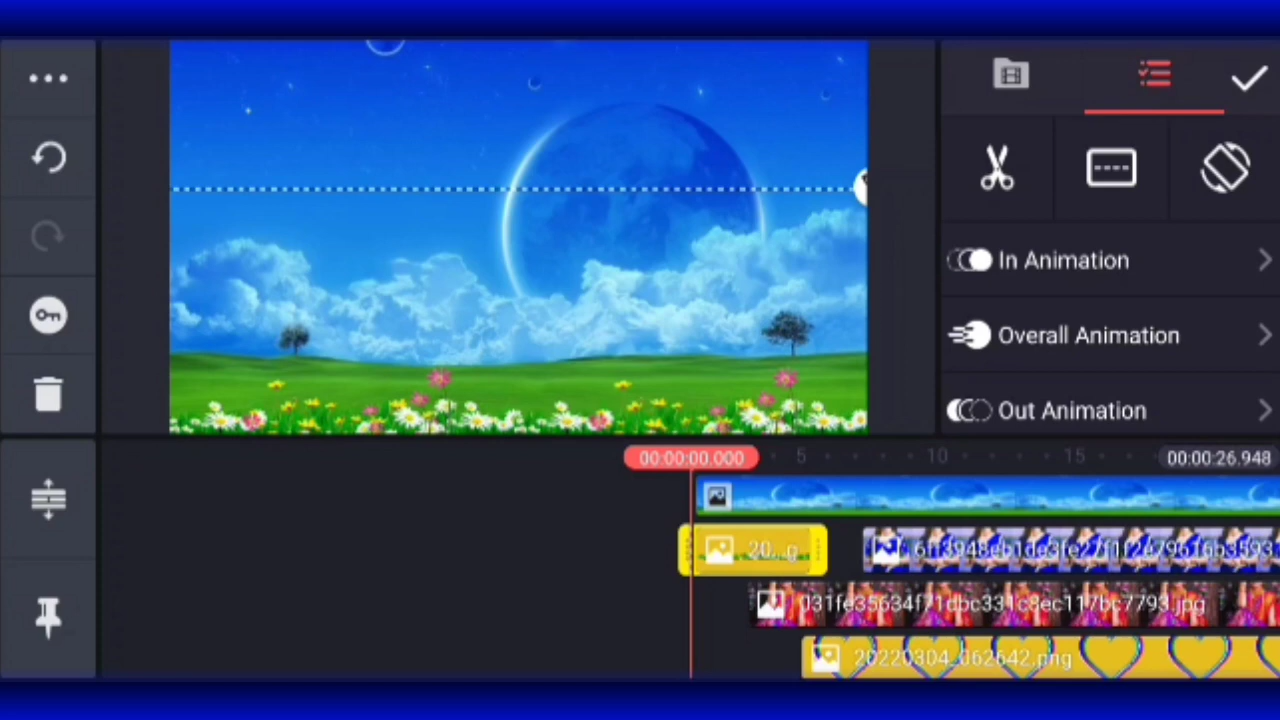 In Animation
Overall Animation
Out Animation
00:00:00.000
5
10
15
00:00:26.948
20...g
031fe35634f71dbc331c8ec117bc7793.jpg
20220304_062642.png